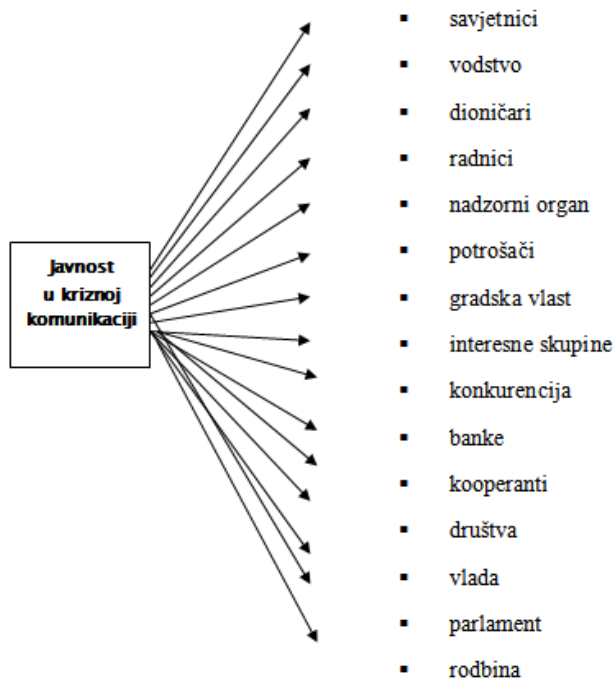 Javnost
u kriznoj
komunikaciji
▪ savjetnici
▪ vodstvo
▪ dioničari
▪ radnici
▪ nadzorni organ
▪ potrošači
▪ gradska vlast
▪ interesne skupine
▪ konkurencija
▪ banke
▪ kooperanti
▪ društva
▪ vlada
▪ parlament
▪ rodbina